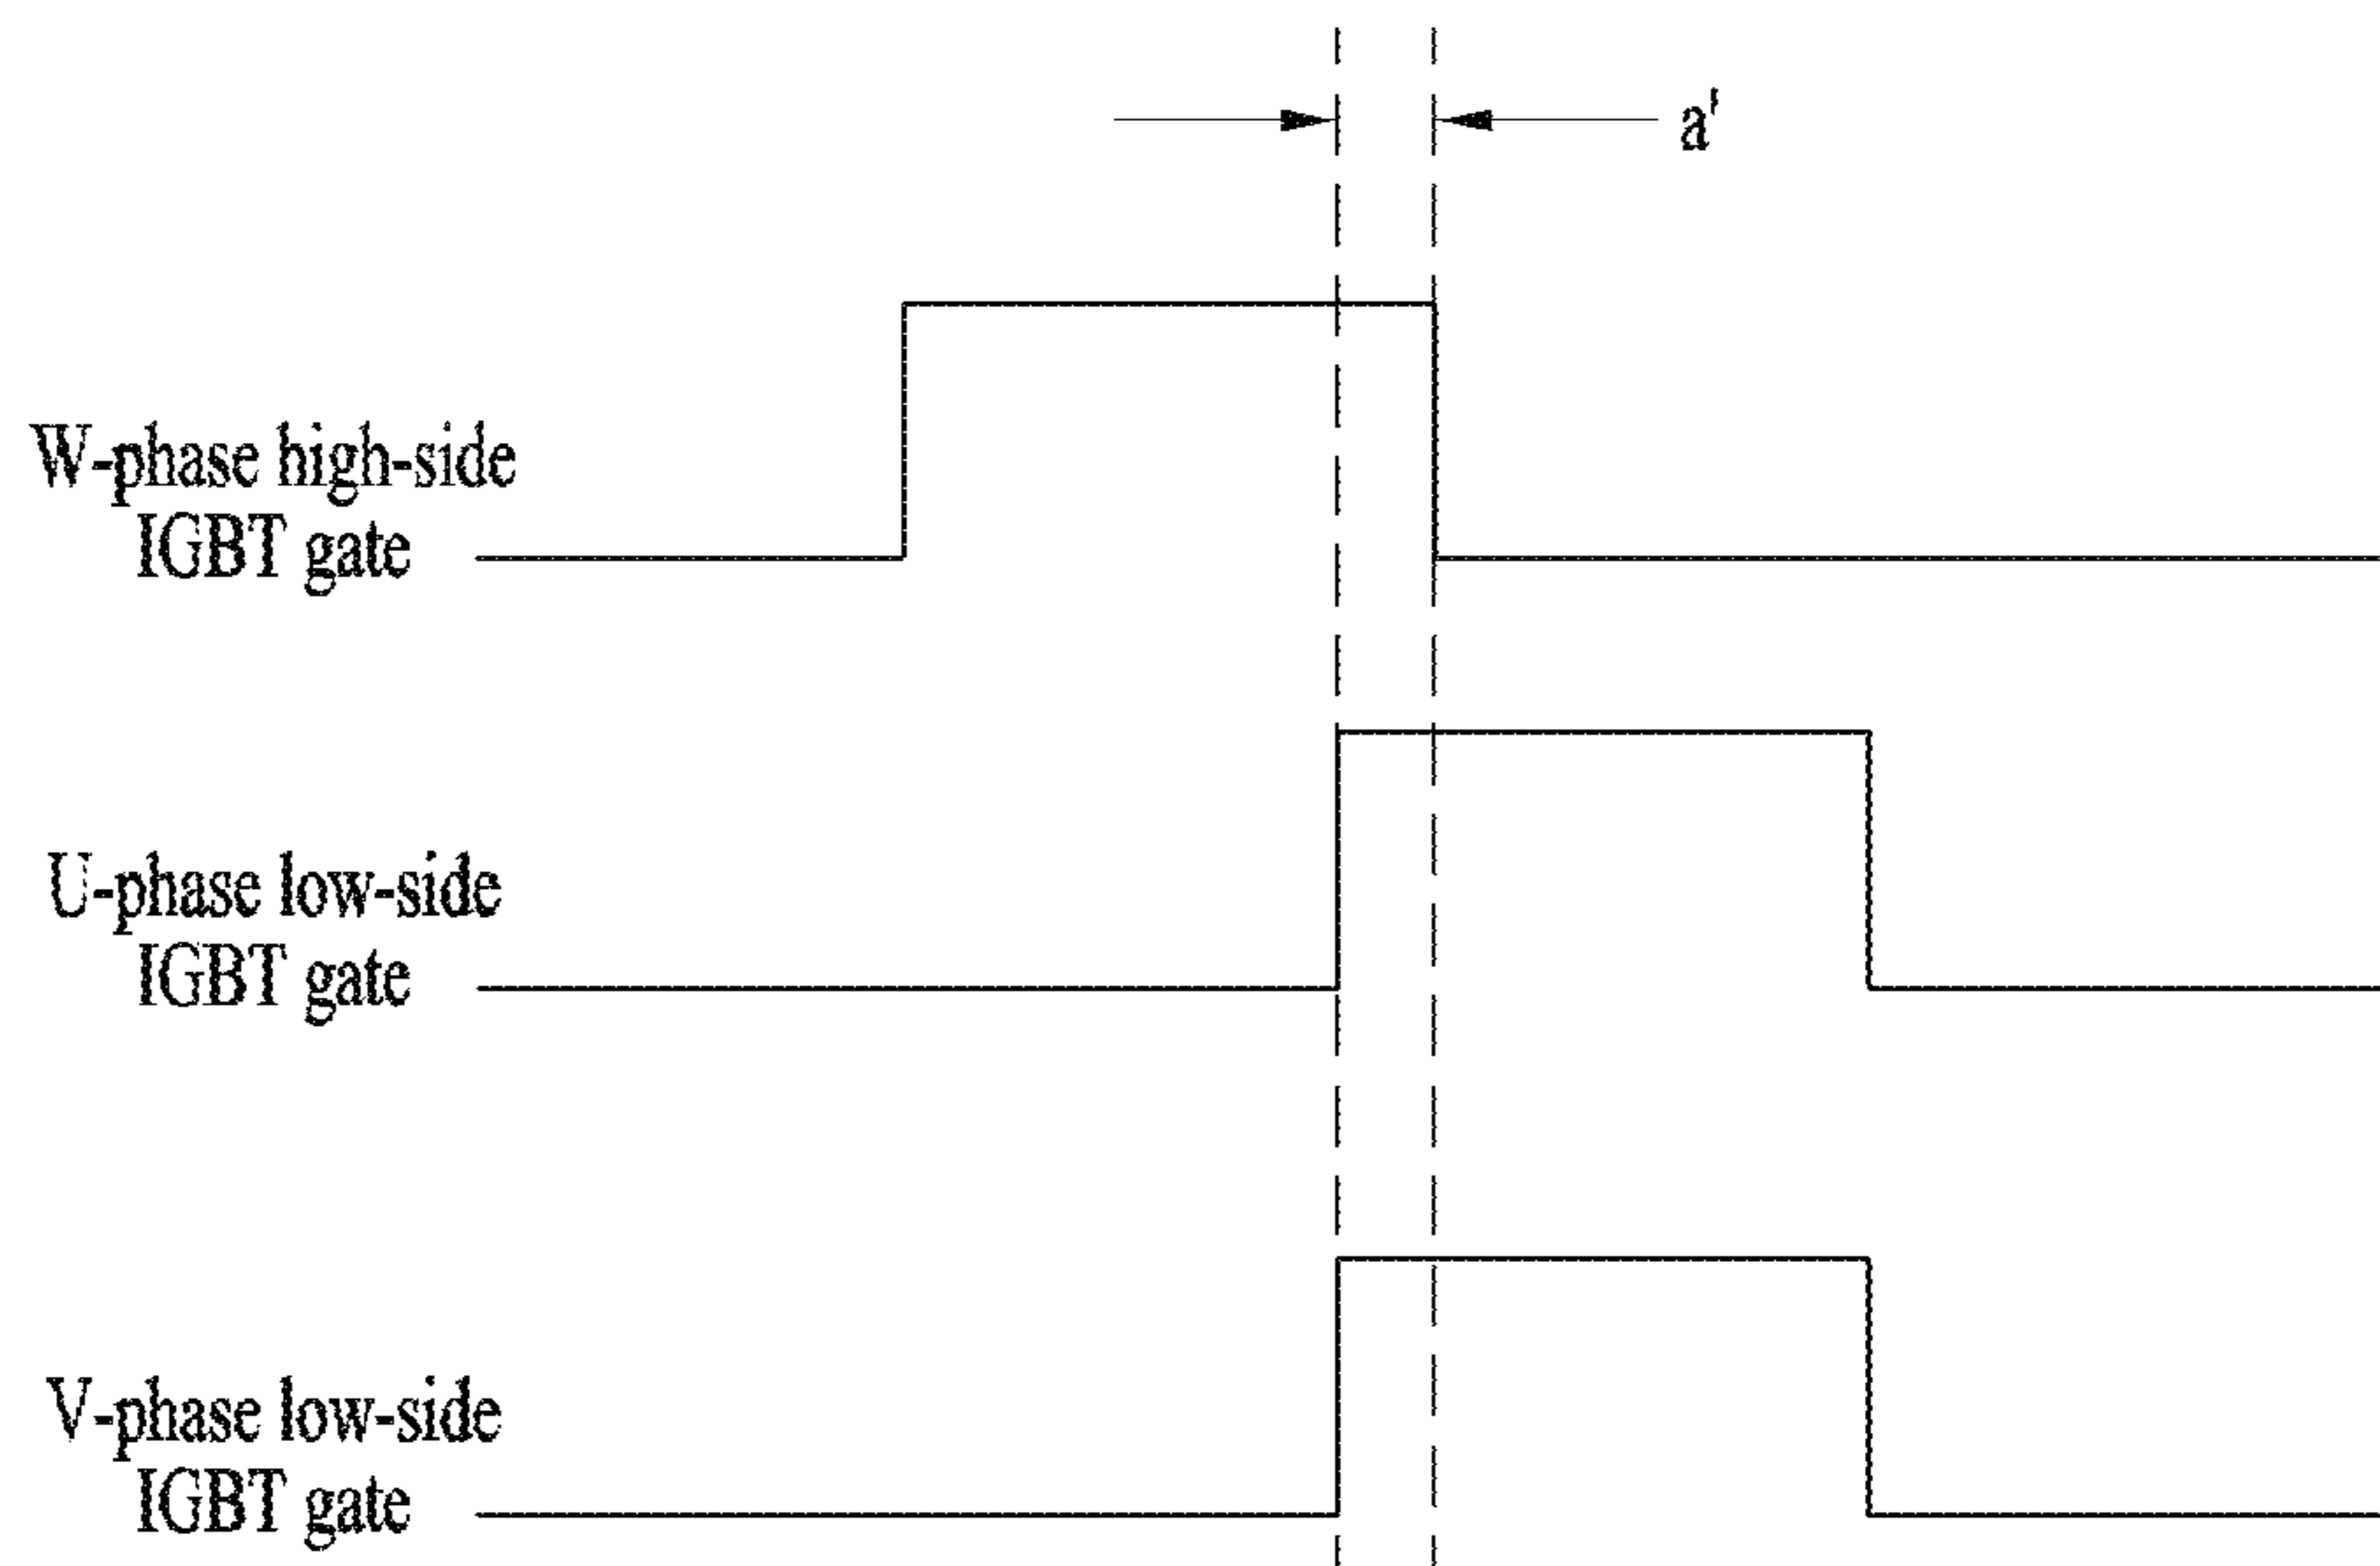 a'
W-phase high-side
IGBT gate
U-phase low-side
IGBT gate
V-phase low-side
IGBT gate